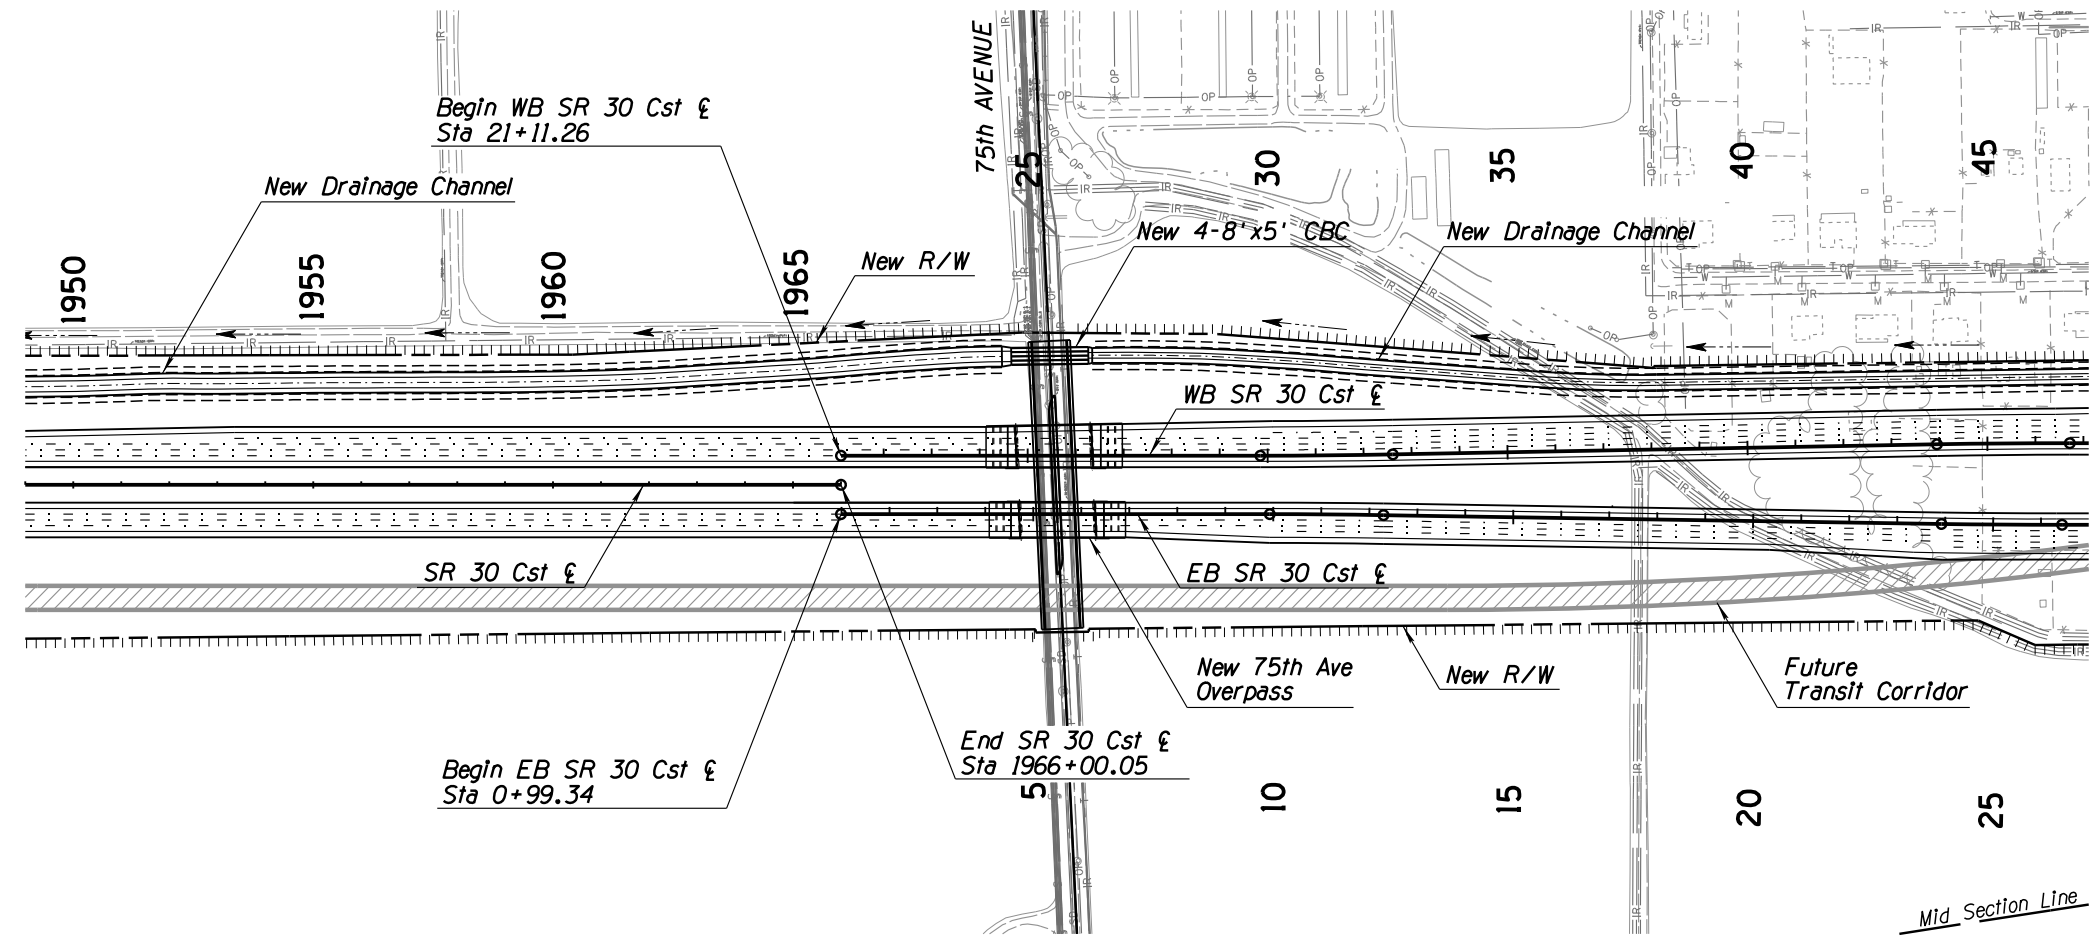 75th AVENUE
Begin WB SR 30 Cst ℄
Sta 21+11.26
New Drainage Channel
New R/W
New 4-8'x5' CBC
New Drainage Channel
1950
1955
1960
1965
25
30
35
40
45
WB SR 30 Cst ℄
SR 30 Cst ℄
EB SR 30 Cst ℄
New 75th Ave
Overpass
New R/W
Future
Transit Corridor
End SR 30 Cst ℄
Sta 1966+00.05
Begin EB SR 30 Cst ℄
Sta 0+99.34
5
10
15
20
25
Mid Section Line